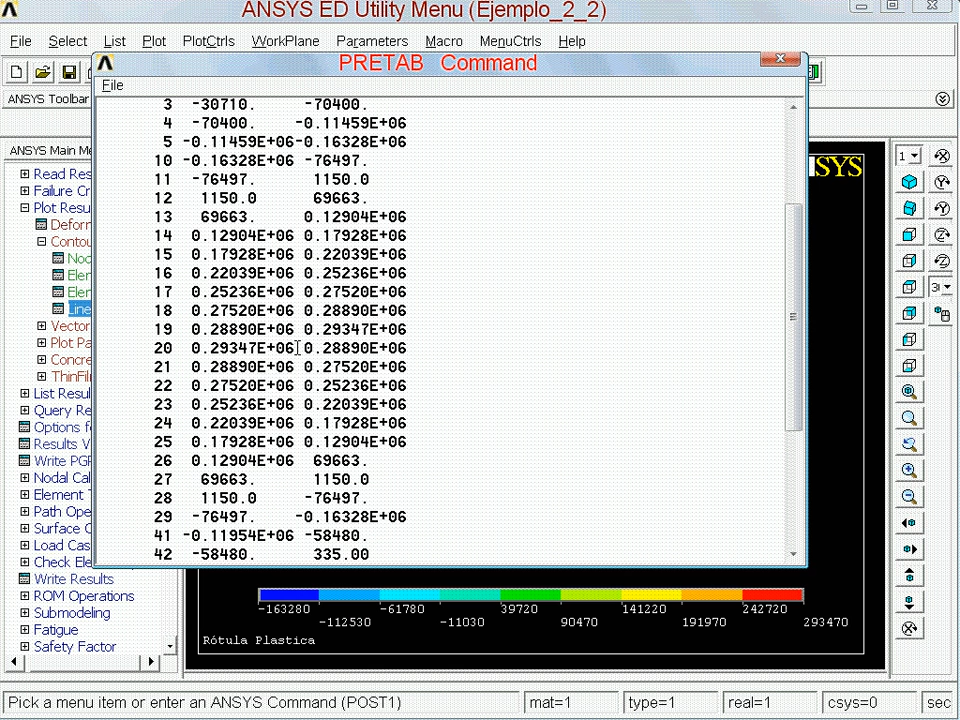 ANSYS ED Utility Menu (Ejemplo_2_2)
File Select List Plot PlotCtrls WorkPlane Parameters Macro MenuCtrls Help
PRETAB Command
File
ANSYS Toolbar
3 -30710. -70400.
4 -70400. -0.11459E+06
5 -0.11459E+06-0.16328E+06
10 -0.16328E+06 -76497.
11 -76497. 1150.0
12 1150.0 69663.
13 69663. 0.12904E+06
14 0.12904E+06 0.17928E+06
15 0.17928E+06 0.22039E+06
16 0.22039E+06 0.25236E+06
17 0.25236E+06 0.27520E+06
18 0.27520E+06 0.28890E+06
19 0.28890E+06 0.29347E+06
20 0.29347E+06 0.28890E+06
21 0.28890E+06 0.27520E+06
22 0.27520E+06 0.25236E+06
23 0.25236E+06 0.22039E+06
24 0.22039E+06 0.17928E+06
25 0.17928E+06 0.12904E+06
26 0.12904E+06 69663.
27 69663. 1150.0
28 1150.0 -76497.
29 -76497. -0.16328E+06
41 -0.11954E+06 -58480.
42 -58480. 335.00
ANSYS Main Me
Read Res
Failure Cr
Plot Resu
Deform
Contou
Nod
Elen
Elen
Line
Vector
Plot Pa
Concre
ThinFil
List Resul
Query Re
Options f
Results V
Write PG
Nodal Calc
Element T
Path Ope
Surface O
Load Cas
Check Ele
Write Results
ROM Operations
Submodeling
Fatigue
Safety Factor
SYS
1
-163280 -61780 39720 141220 242720
-112530 -11030 90470 191970 293470
Rótula Plastica
Pick a menu item or enter an ANSYS Command (POST1) mat=1 type=1 real=1 csys=0 sec